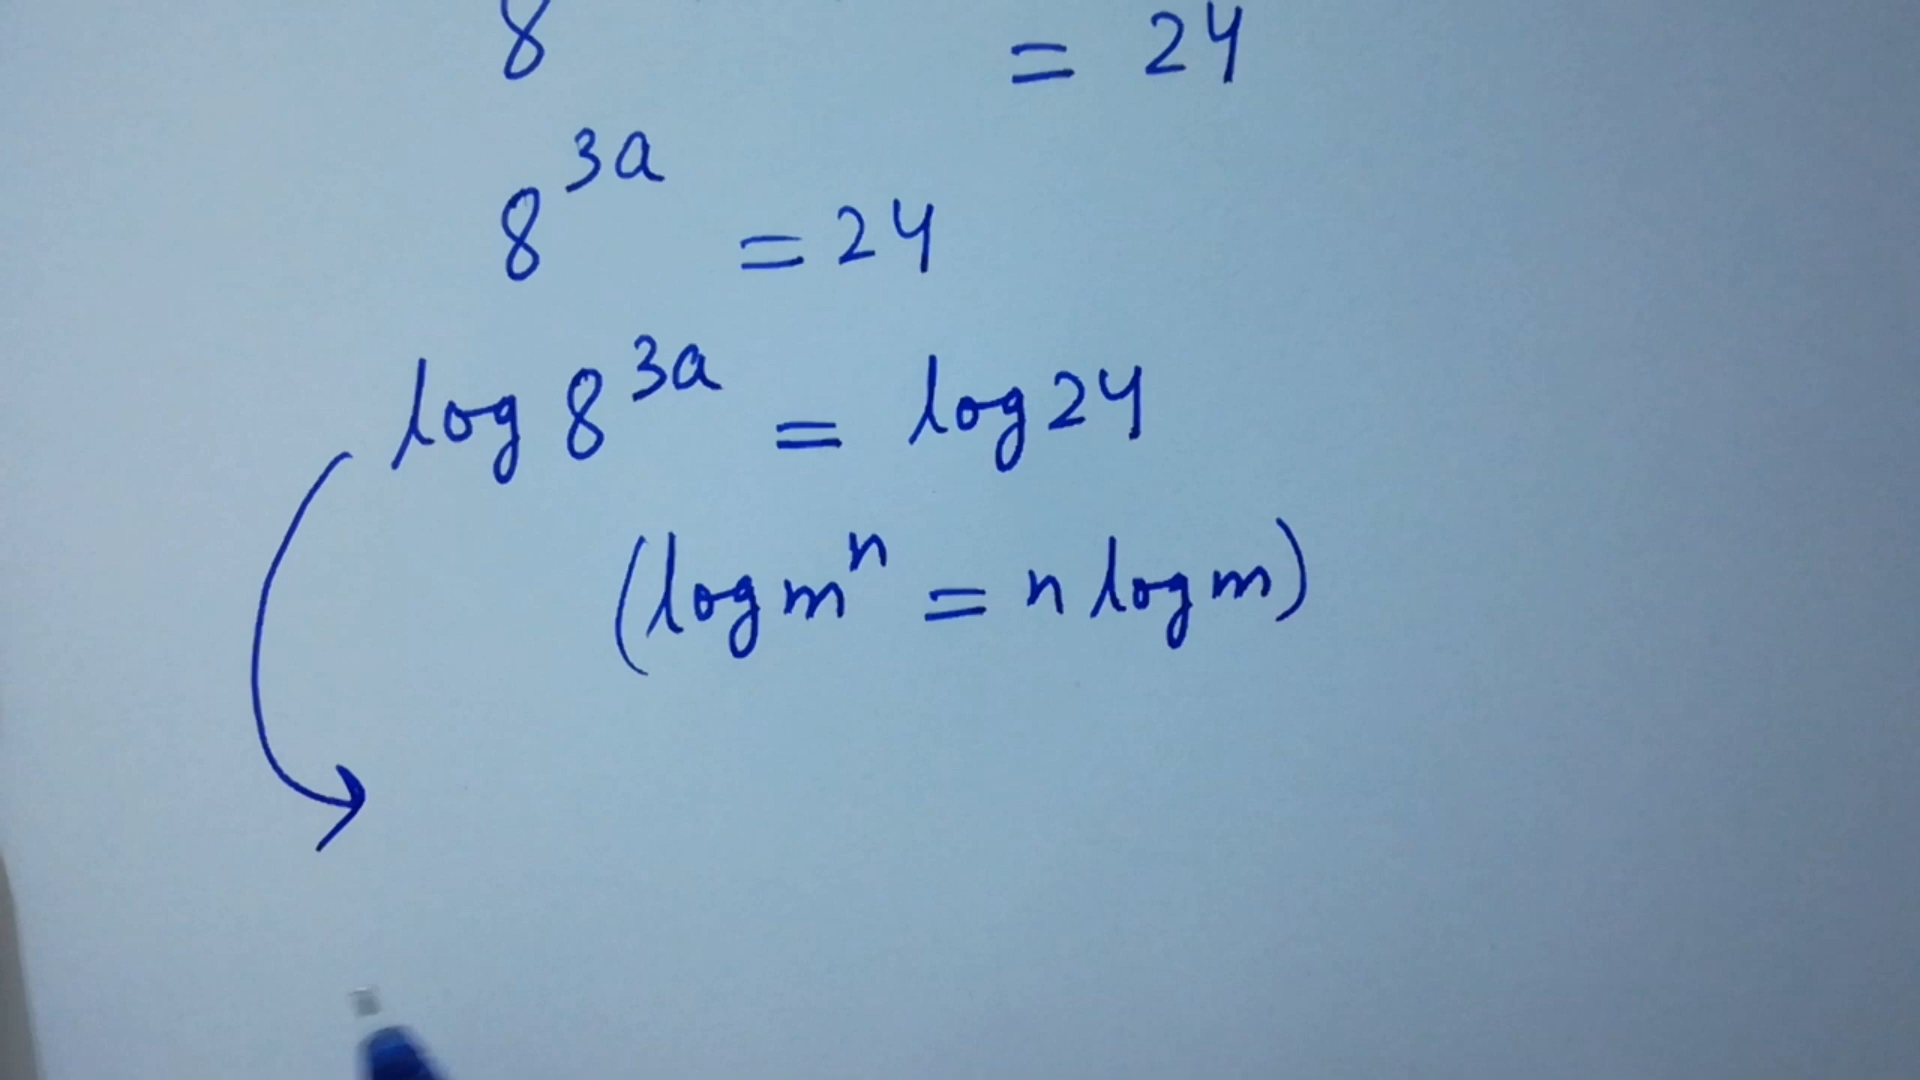 8 = 24
8^3a = 24
log 8^3a = log 24
(log m^n = n log m)